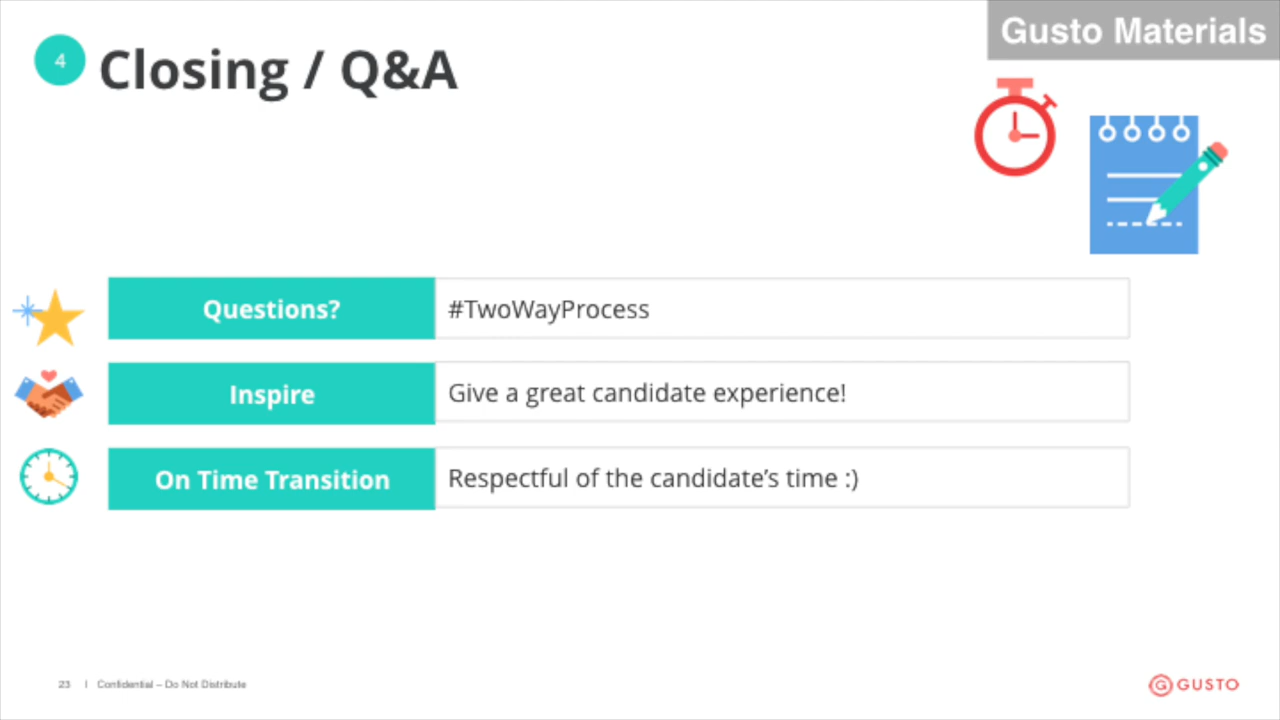 Gusto Materials
4
Closing / Q&A
Questions?
#TwoWayProcess
Inspire
Give a great candidate experience!
On Time Transition
Respectful of the candidate’s time :)
23 | Confidential – Do Not Distribute
GUSTO